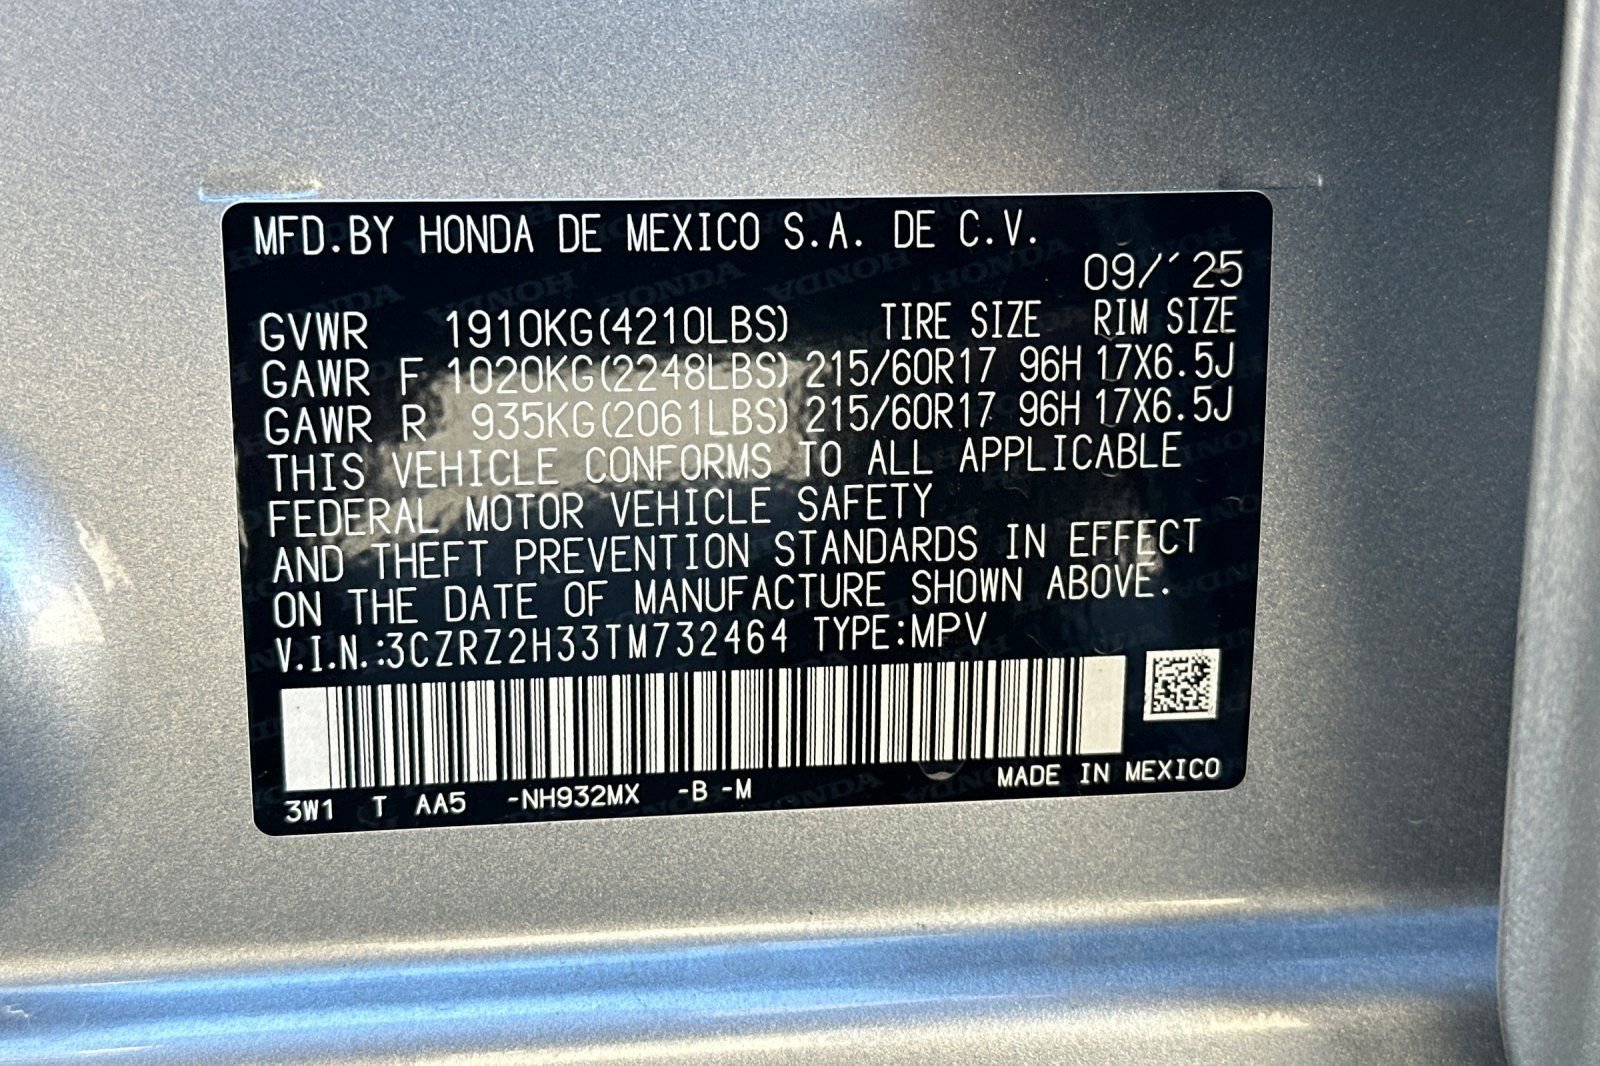 MFD.BY HONDA DE MEXICO S.A. DE C.V.
09/'25
GVWR 1910KG(4210LBS) TIRE SIZE RIM SIZE
GAWR F 1020KG(2248LBS) 215/60R17 96H 17X6.5J
GAWR R 935KG(2061LBS) 215/60R17 96H 17X6.5J
THIS VEHICLE CONFORMS TO ALL APPLICABLE
FEDERAL MOTOR VEHICLE SAFETY
AND THEFT PREVENTION STANDARDS IN EFFECT
ON THE DATE OF MANUFACTURE SHOWN ABOVE.
V.I.N.:3CZRZ2H33TM732464 TYPE:MPV
3W1 T AA5 -NH932MX -B -M MADE IN MEXICO